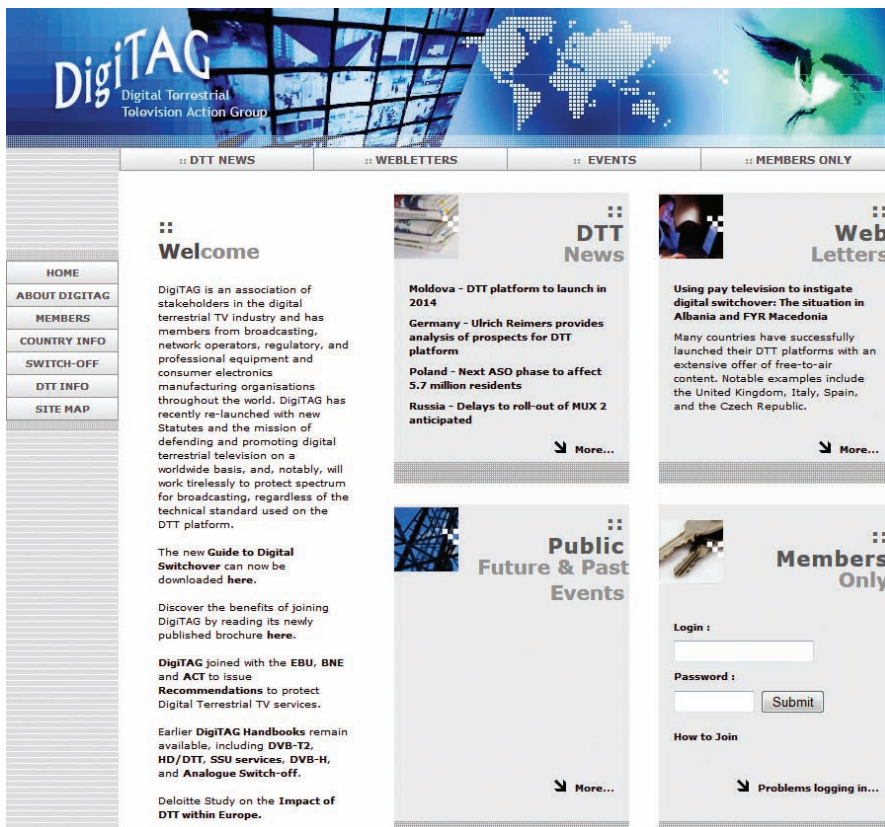 DigiTAG
Digital Terrestrial
Television Action Group
:: DTT NEWS
:: WEBLETTERS
:: EVENTS
:: MEMBERS ONLY
HOME
ABOUT DIGITAG
MEMBERS
COUNTRY INFO
SWITCH-OFF
DTT INFO
SITE MAP
::
Welcome
DigiTAG is an association of
stakeholders in the digital
terrestrial TV industry and has
members from broadcasting,
network operators, regulatory, and
professional equipment and
consumer electronics
manufacturing organisations
throughout the world. DigiTAG has
recently re-launched with new
Statutes and the mission of
defending and promoting digital
terrestrial television on a
worldwide basis, and, notably, will
work tirelessly to protect spectrum
for broadcasting, regardless of the
technical standard used on the
DTT platform.
The new Guide to Digital
Switchover can now be
downloaded here.
Discover the benefits of joining
DigiTAG by reading its newly
published brochure here.
DigiTAG joined with the EBU, BNE
and ACT to issue
Recommendations to protect
Digital Terrestrial TV services.
Earlier DigiTAG Handbooks remain
available, including DVB-T2,
HD/DTT, SSU services, DVB-H,
and Analogue Switch-off.
Deloitte Study on the Impact of
DTT within Europe.
::
DTT
News
Moldova - DTT platform to launch in
2014
Germany - Ulrich Reimers provides
analysis of prospects for DTT
platform
Poland - Next ASO phase to affect
5.7 million residents
Russia - Delays to roll-out of MUX 2
anticipated
More...
::
Web
Letters
Using pay television to instigate
digital switchover: The situation in
Albania and FYR Macedonia
Many countries have successfully
launched their DTT platforms with an
extensive offer of free-to-air
content. Notable examples include
the United Kingdom, Italy, Spain,
and the Czech Republic.
More...
::
Public
Future & Past
Events
More...
::
Members
Only
Login :
Password :
Submit
How to Join
Problems logging in...